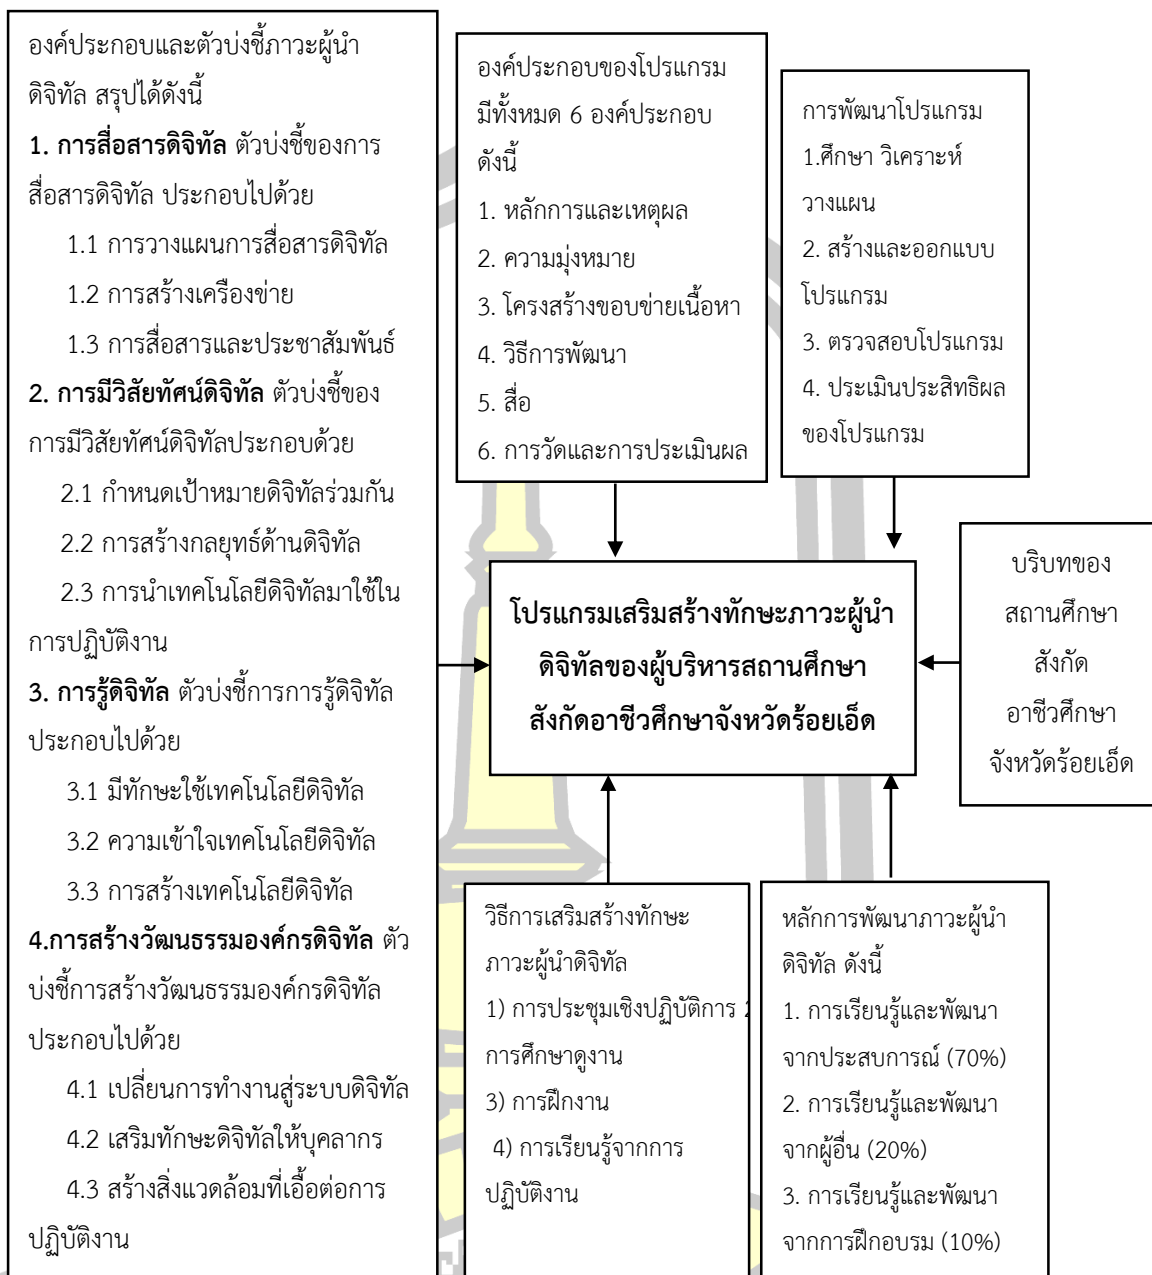 องค์ประกอบและตัวบ่งชี้ภาวะผู้นำ
ดิจิทัล สรุปได้ดังนี้
1. การสื่อสารดิจิทัล ตัวบ่งชี้ของการ
สื่อสารดิจิทัล ประกอบไปด้วย
1.1 การวางแผนการสื่อสารดิจิทัล
1.2 การสร้างเครือข่าย
1.3 การสื่อสารและประชาสัมพันธ์
2. การมีวิสัยทัศน์ดิจิทัล ตัวบ่งชี้ของ
การมีวิสัยทัศน์ดิจิทัลประกอบด้วย
2.1 กำหนดเป้าหมายดิจิทัลร่วมกัน
2.2 การสร้างกลยุทธ์ด้านดิจิทัล
2.3 การนำเทคโนโลยีดิจิทัลมาใช้ใน
การปฏิบัติงาน
3. การรู้ดิจิทัล ตัวบ่งชี้การการรู้ดิจิทัล
ประกอบไปด้วย
3.1 มีทักษะใช้เทคโนโลยีดิจิทัล
3.2 ความเข้าใจเทคโนโลยีดิจิทัล
3.3 การสร้างเทคโนโลยีดิจิทัล
4.การสร้างวัฒนธรรมองค์กรดิจิทัล ตัว
บ่งชี้การสร้างวัฒนธรรมองค์กรดิจิทัล
ประกอบไปด้วย
4.1 เปลี่ยนการทำงานสู่ระบบดิจิทัล
4.2 เสริมทักษะดิจิทัลให้บุคลากร
4.3 สร้างสิ่งแวดล้อมที่เอื้อต่อการ
ปฏิบัติงาน
องค์ประกอบของโปรแกรม
มีทั้งหมด 6 องค์ประกอบ
ดังนี้
1. หลักการและเหตุผล
2. ความมุ่งหมาย
3. โครงสร้างขอบข่ายเนื้อหา
4. วิธีการพัฒนา
5. สื่อ
6. การวัดและการประเมินผล
การพัฒนาโปรแกรม
1.ศึกษา วิเคราะห์
วางแผน
2. สร้างและออกแบบ
โปรแกรม
3. ตรวจสอบโปรแกรม
4. ประเมินประสิทธิผล
ของโปรแกรม
โปรแกรมเสริมสร้างทักษะภาวะผู้นำ
ดิจิทัลของผู้บริหารสถานศึกษา
สังกัดอาชีวศึกษาจังหวัดร้อยเอ็ด
บริบทของ
สถานศึกษา
สังกัด
อาชีวศึกษา
จังหวัดร้อยเอ็ด
วิธีการเสริมสร้างทักษะ
ภาวะผู้นำดิจิทัล
1) การประชุมเชิงปฏิบัติการ 2
การศึกษาดูงาน
3) การฝึกงาน
4) การเรียนรู้จากการ
ปฏิบัติงาน
หลักการพัฒนาภาวะผู้นำ
ดิจิทัล ดังนี้
1. การเรียนรู้และพัฒนา
จากประสบการณ์ (70%)
2. การเรียนรู้และพัฒนา
จากผู้อื่น (20%)
3. การเรียนรู้และพัฒนา
จากการฝึกอบรม (10%)